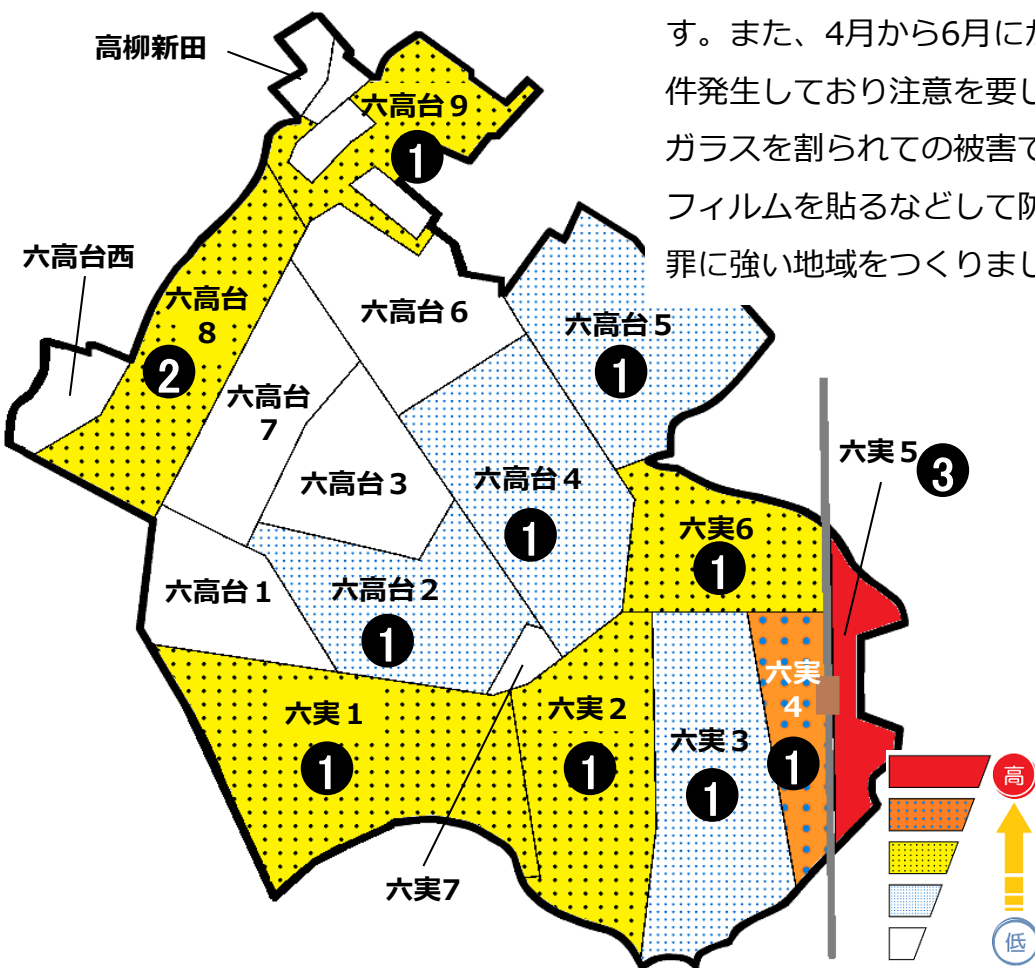 す。また、4月から6月に
件発生しており注意を要し
ガラスを割られての被害で
フィルムを貼るなどして防
罪に強い地域をつくりまし
高柳新田
六高台9
1
六高台西
六高台
8
2
六高台6
六高台5
1
六高台
7
六高台3
六高台4
1
六実5
3
六実6
1
六高台1
六高台2
1
六実
4
1
六実1
1
六実2
1
六実3
1
六実7
高
低